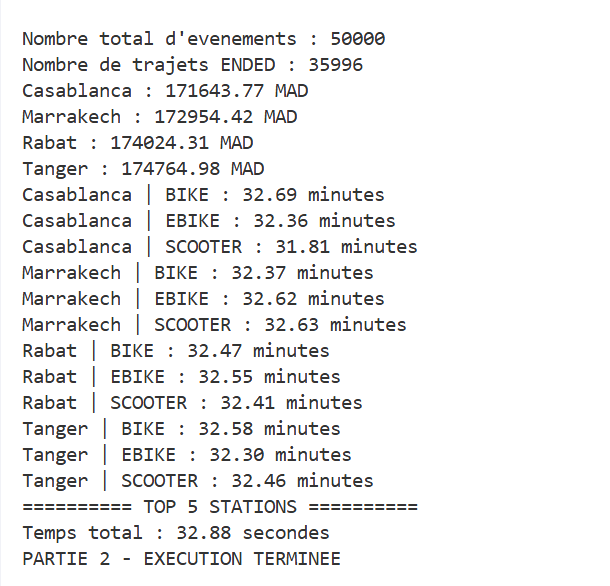 Nombre total d'evenements : 50000
Nombre de trajets ENDED : 35996
Casablanca : 171643.77 MAD
Marrakech : 172954.42 MAD
Rabat : 174024.31 MAD
Tanger : 174764.98 MAD
Casablanca | BIKE : 32.69 minutes
Casablanca | EBIKE : 32.36 minutes
Casablanca | SCOOTER : 31.81 minutes
Marrakech | BIKE : 32.37 minutes
Marrakech | EBIKE : 32.62 minutes
Marrakech | SCOOTER : 32.63 minutes
Rabat | BIKE : 32.47 minutes
Rabat | EBIKE : 32.55 minutes
Rabat | SCOOTER : 32.41 minutes
Tanger | BIKE : 32.58 minutes
Tanger | EBIKE : 32.30 minutes
Tanger | SCOOTER : 32.46 minutes
========== TOP 5 STATIONS ==========
Temps total : 32.88 secondes
PARTIE 2 - EXECUTION TERMINEE